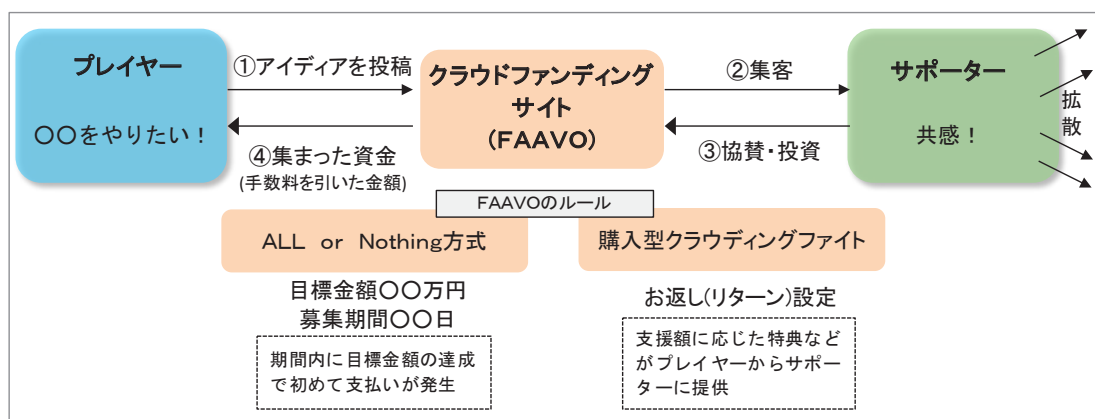 プレイヤー
〇〇をやりたい！
①アイディアを投稿
④集まった資金
(手数料を引いた金額)
クラウドファンディング
サイト
(FAAVO)
②集客
③協賛・投資
サポーター
共感！
拡
散
FAAVOのルール
ALL or Nothing方式
目標金額〇〇万円
募集期間〇〇日
期間内に目標金額の達成
で初めて支払いが発生
購入型クラウディングファイト
お返し(リターン)設定
支援額に応じた特典など
がプレイヤーからサポー
ターに提供